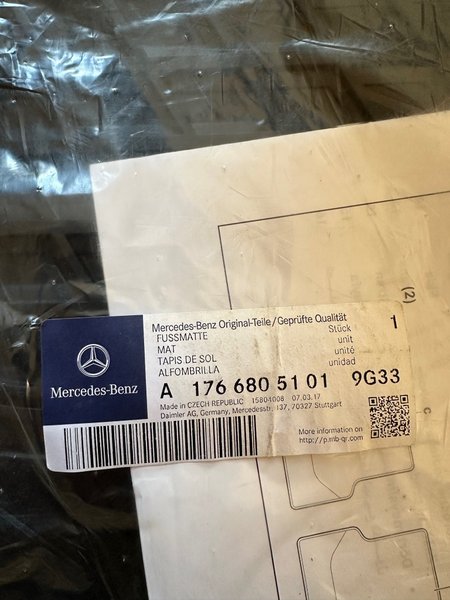 (2)
c
Mercedes-Benz
Mercedes-Benz Original-Teile/Geprüfte Qualität
FUSSMATTE Stück 1
MAT unit
TAPIS DE SOL unité
ALFOMBRILLA unidad
A 176 680 51 01 9G33
Made in CZECH REPUBLIC 15804008 07.03.17
Daimler AG, Germany, Mercedesstr. 137, 70327 Stuttgart
More information on
http://p.mb-qr.com